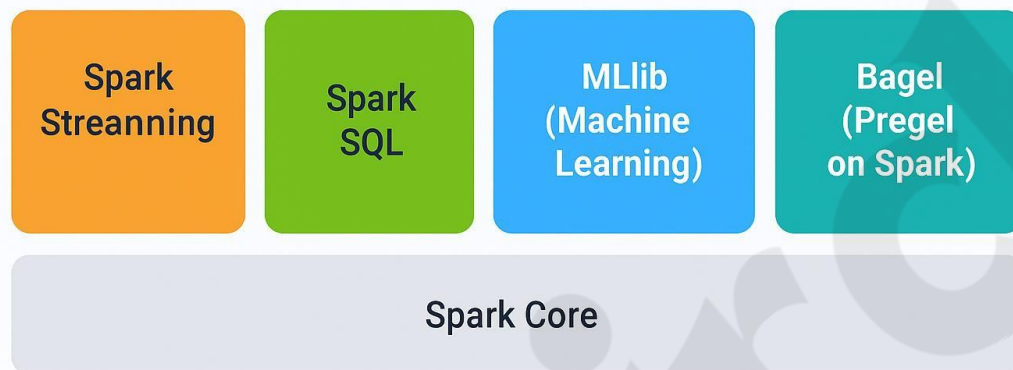 Spark
Streanning
Spark
SQL
MLlib
(Machine
Learning)
Bagel
(Pregel
on Spark)
Spark Core